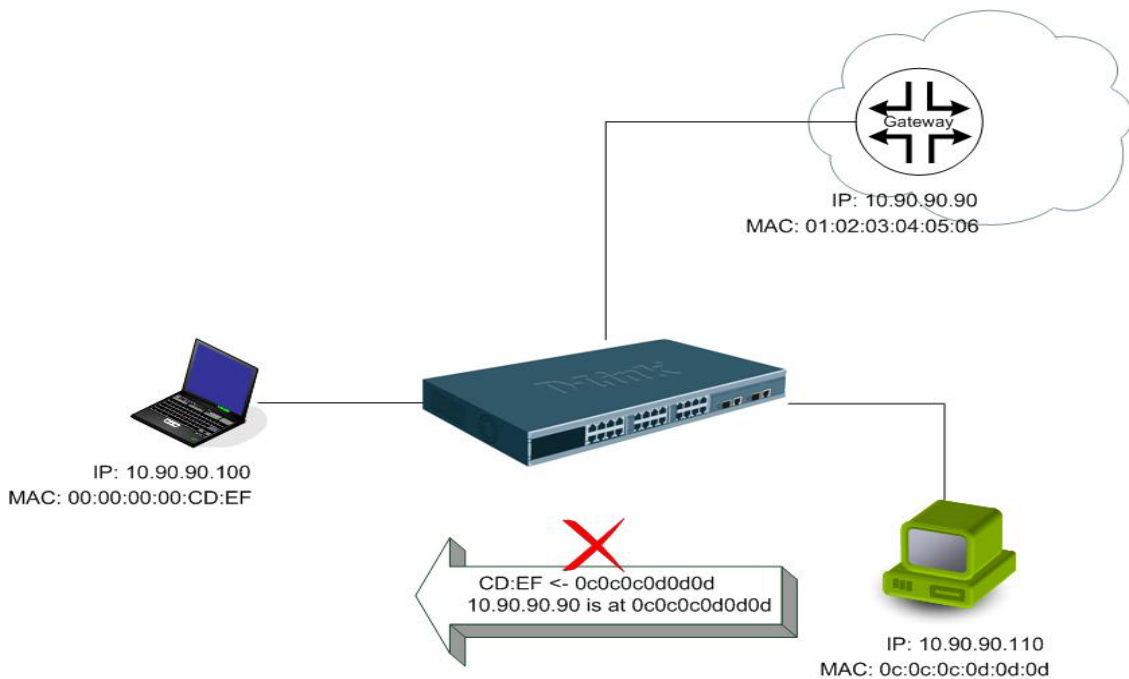 Gateway
IP: 10.90.90.90
MAC: 01:02:03:04:05:06
D-Link
IP: 10.90.90.100
MAC: 00:00:00:00:CD:EF
CD:EF <- 0c0c0c0d0d0d
10.90.90.90 is at 0c0c0c0d0d0d
IP: 10.90.90.110
MAC: 0c:0c:0c:0d:0d:0d